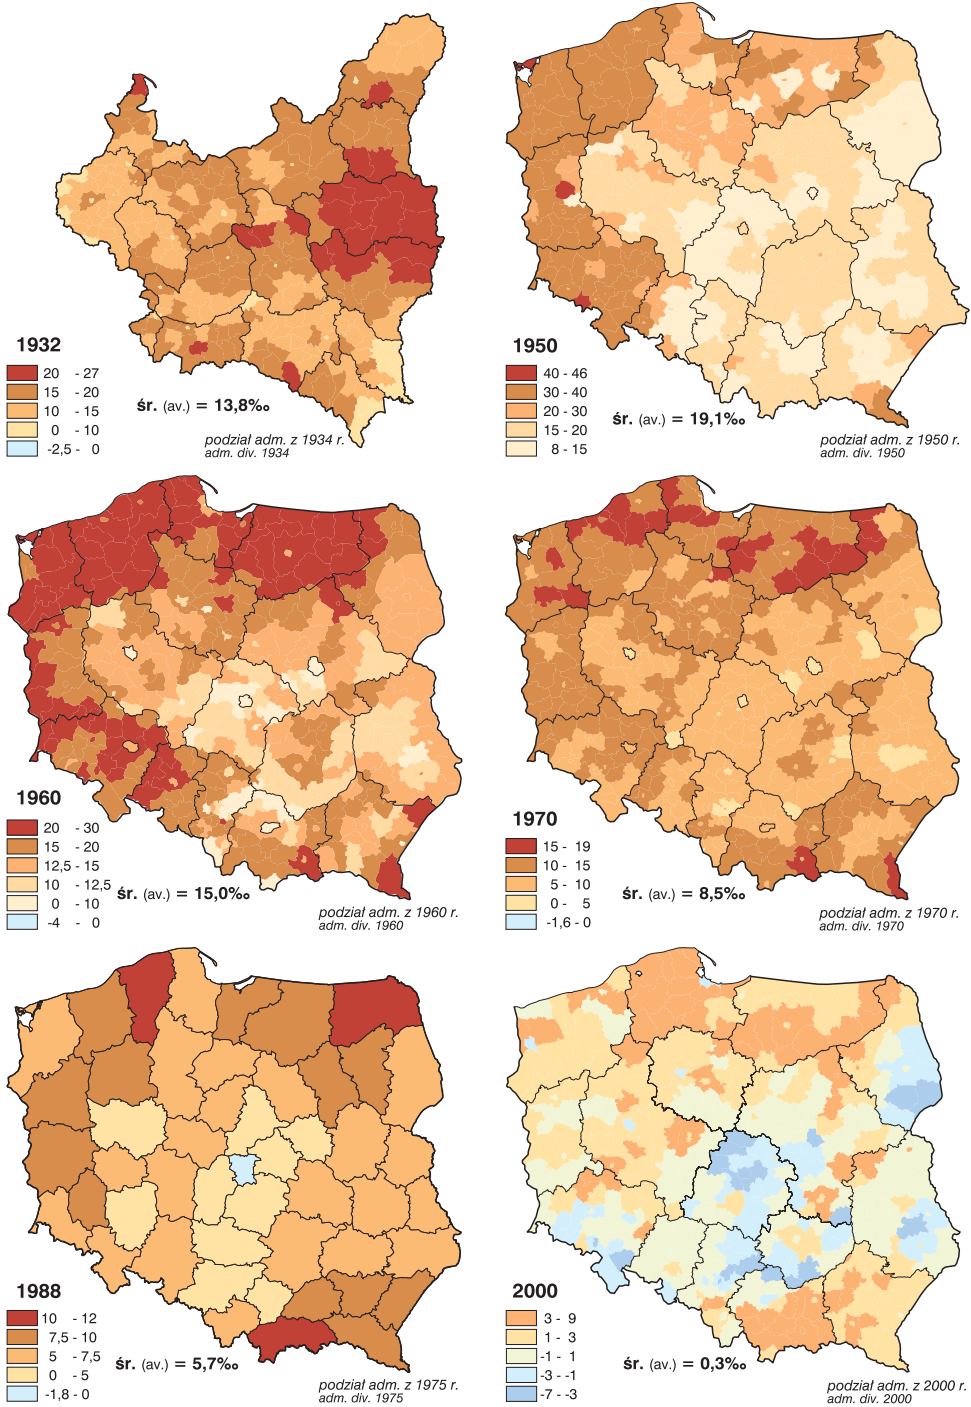 1932
20 - 27
15 - 20
10 - 15
0 - 10
-2,5 - 0
śr. (av.) = 13,8‰
podział adm. z 1934 r.
adm. div. 1934
1950
40 - 46
30 - 40
20 - 30
15 - 20
8 - 15
śr. (av.) = 19,1‰
podział adm. z 1950 r.
adm. div. 1950
1960
20 - 30
15 - 20
12,5 - 15
10 - 12,5
0 - 10
-4 - 0
śr. (av.) = 15,0‰
podział adm. z 1960 r.
adm. div. 1960
1970
15 - 19
10 - 15
5 - 10
0 - 5
-1,6 - 0
śr. (av.) = 8,5‰
podział adm. z 1970 r.
adm. div. 1970
1988
10 - 12
7,5 - 10
5 - 7,5
0 - 5
-1,8 - 0
śr. (av.) = 5,7‰
podział adm. z 1975 r.
adm. div. 1975
2000
3 - 9
1 - 3
-1 - 1
-3 - -1
-7 - -3
śr. (av.) = 0,3‰
podział adm. z 2000 r.
adm. div. 2000